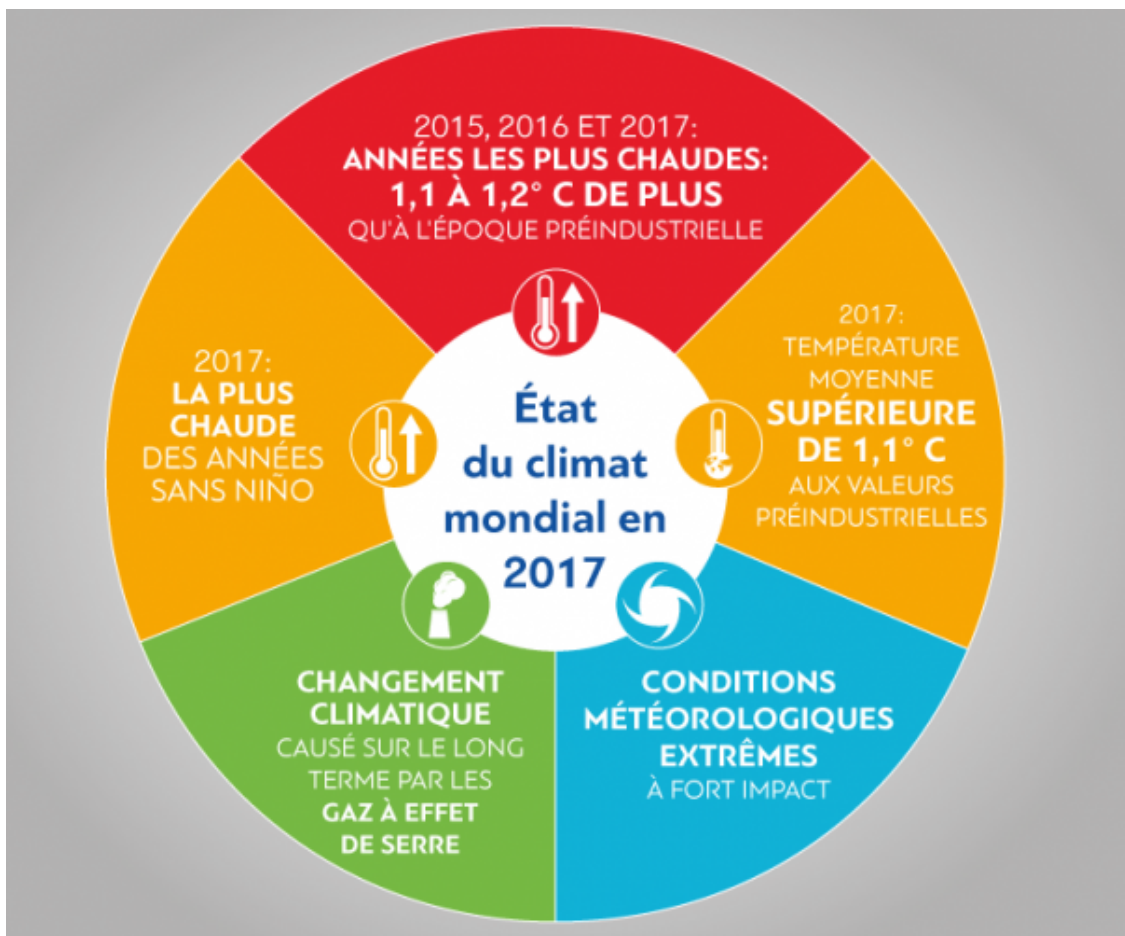 2015, 2016 ET 2017:
ANNÉES LES PLUS CHAUDES:
1,1 À 1,2° C DE PLUS
QU'À L'ÉPOQUE PRÉINDUSTRIELLE
2017:
LA PLUS
CHAUDE
DES ANNÉES
SANS NIÑO
État
du climat
mondial en
2017
2017:
TEMPÉRATURE
MOYENNE
SUPÉRIEURE
DE 1,1° C
AUX VALEURS
PRÉINDUSTRIELLES
CHANGEMENT
CLIMATIQUE
CAUSÉ SUR LE LONG
TERME PAR LES
GAZ À EFFET
DE SERRE
CONDITIONS
MÉTÉOROLOGIQUES
EXTRÊMES
À FORT IMPACT